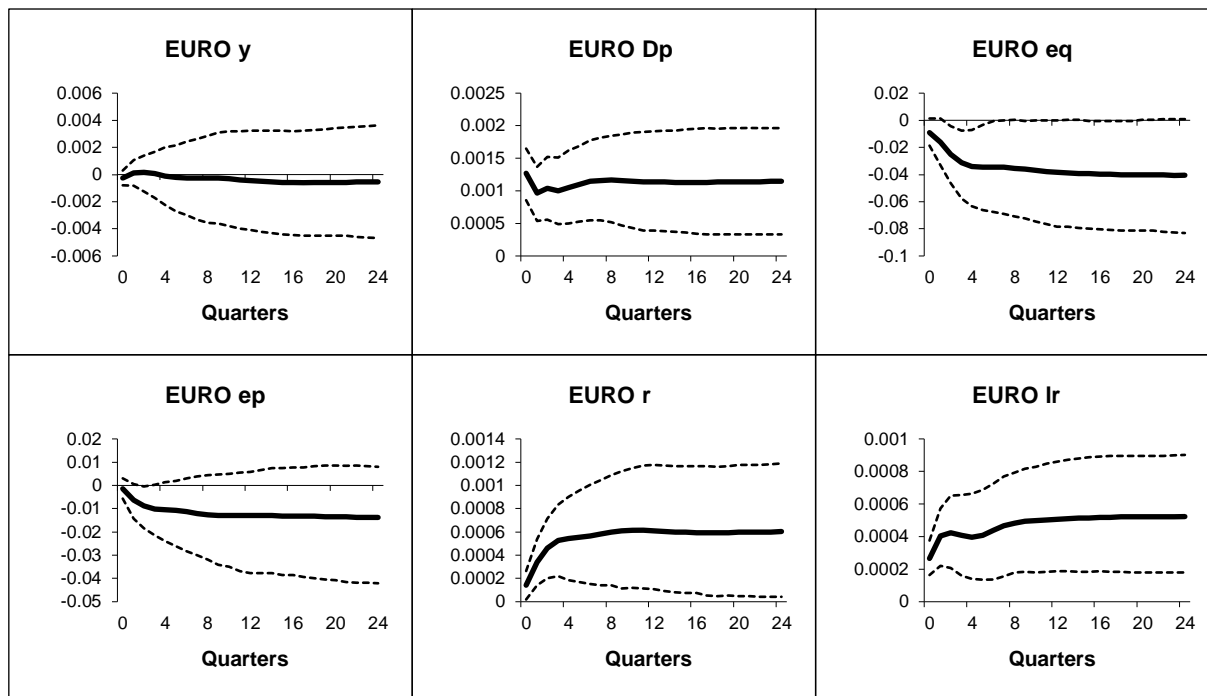 EURO y
0.006
0.004
0.002
0
-0.002
-0.004
-0.006
0 4 8 12 16 20 24
Quarters
EURO Dp
0.0025
0.002
0.0015
0.001
0.0005
0
0 4 8 12 16 20 24
Quarters
EURO eq
0.02
0
-0.02
-0.04
-0.06
-0.08
-0.1
0 4 8 12 16 20 24
Quarters
EURO ep
0.02
0.01
0
-0.01
-0.02
-0.03
-0.04
-0.05
0 4 8 12 16 20 24
Quarters
EURO r
0.0014
0.0012
0.001
0.0008
0.0006
0.0004
0.0002
0
0 4 8 12 16 20 24
Quarters
EURO lr
0.001
0.0008
0.0006
0.0004
0.0002
0
0 4 8 12 16 20 24
Quarters